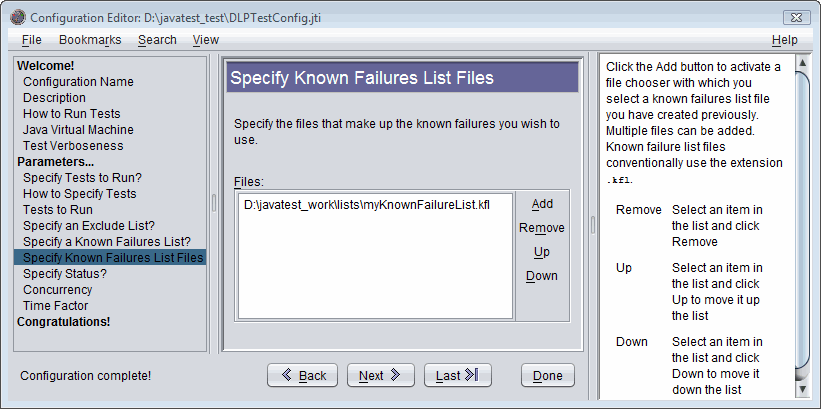 Configuration Editor: D:\javatest_test\DLPTestConfig.jti
File Bookmarks Search View Help
Welcome!
Configuration Name
Description
How to Run Tests
Java Virtual Machine
Test Verboseness
Parameters...
Specify Tests to Run?
How to Specify Tests
Tests to Run
Specify an Exclude List?
Specify a Known Failures List?
Specify Known Failures List Files
Specify Status?
Concurrency
Time Factor
Congratulations!
Specify Known Failures List Files
Specify the files that make up the known failures you wish to
use.
Files:
D:\javatest_work\lists\myKnownFailureList.kfl
Add
Remove
Up
Down
Click the Add button to activate a
file chooser with which you
select a known failures list file
you have created previously.
Multiple files can be added.
Known failure list files
conventionally use the extension
.kfl.
Remove Select an item in
the list and click
Remove
Up Select an item in
the list and click
Up to move it up
the list
Down Select an item in
the list and click
Down to move it
down the list
Configuration complete!
Back Next Last Done